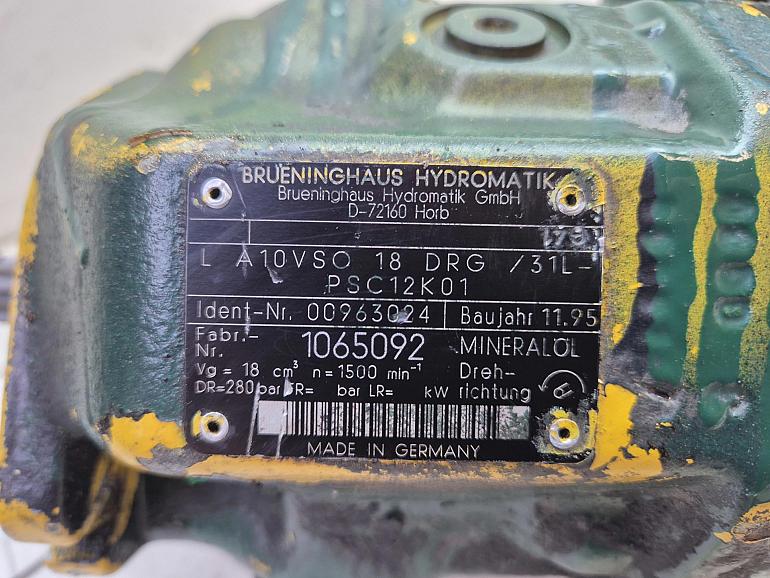 BRUENINGHAUS HYDROMATIK
Brueninghaus Hydromatik GmbH
D-72160 Horb
L A10VSO 18 DRG /31L-
PSC12K01
Ident-Nr. 00963024 Baujahr 11.95
Fabr.-Nr. 1065092 MINERALÖL
Vg = 18 cm³ n = 1500 min⁻¹ Dreh-
DR=280 bar FR= bar LR= kW richtung
MADE IN GERMANY